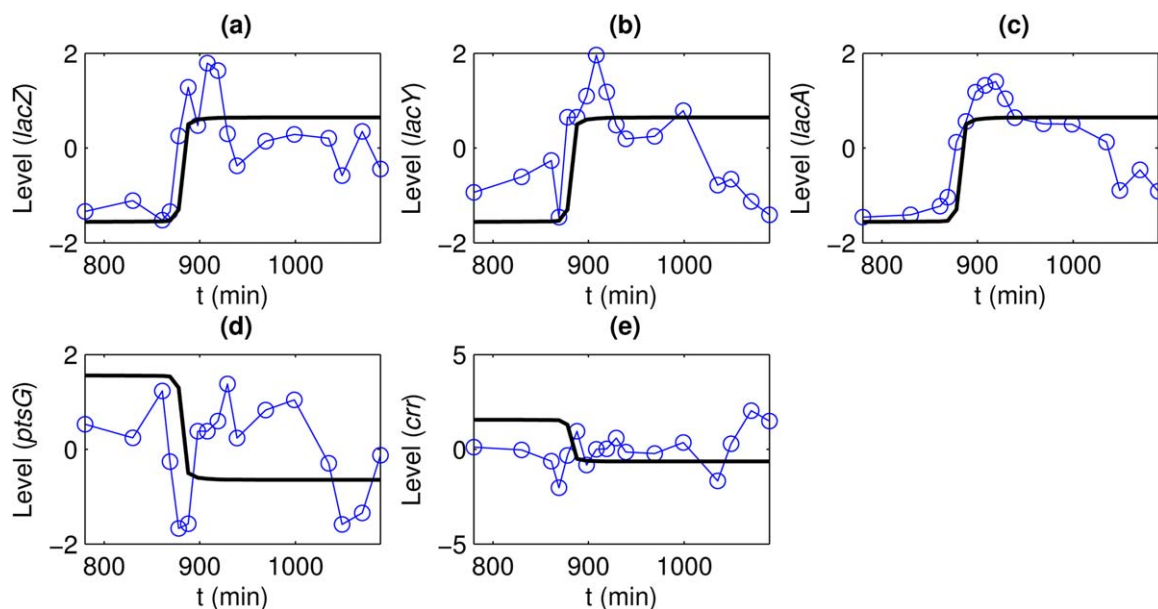 (a)
Level (lacZ)
2
0
−2
800 900 1000
t (min)
(b)
Level (lacY)
2
0
−2
800 900 1000
t (min)
(c)
Level (lacA)
2
0
−2
800 900 1000
t (min)
(d)
Level (ptsG)
2
0
−2
800 900 1000
t (min)
(e)
Level (crr)
5
0
−5
800 900 1000
t (min)